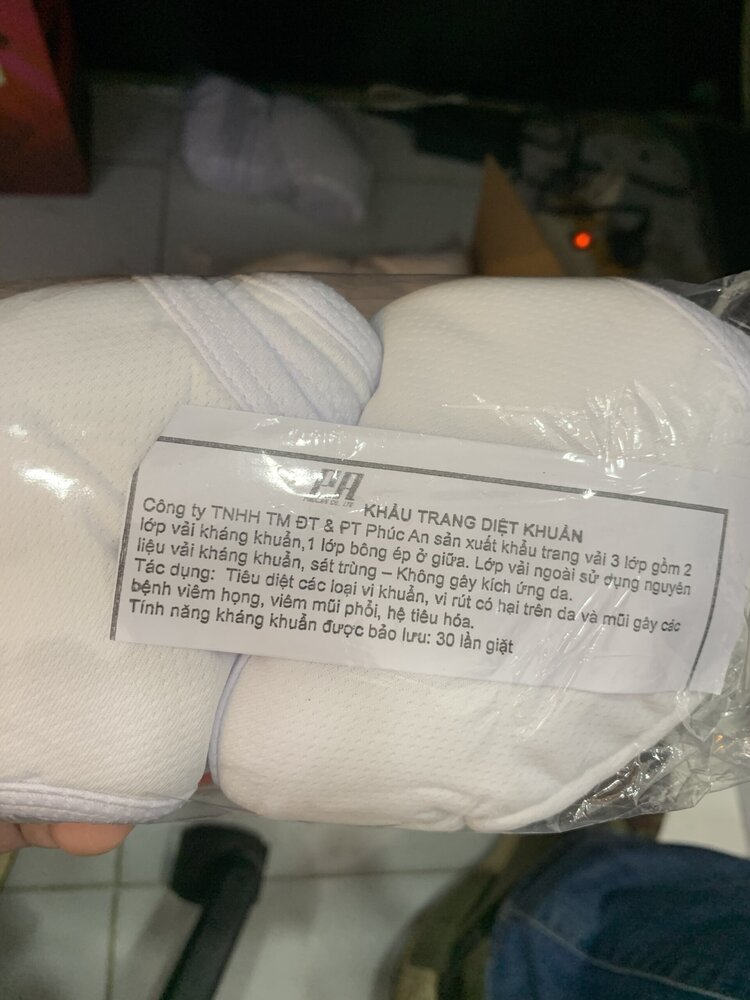 PA
KHẨU TRANG DIỆT KHUẨN
Công ty TNHH TM ĐT & PT Phúc An sản xuất khẩu trang vải 3 lớp gồm 2
lớp vải kháng khuẩn,1 lớp bông ép ở giữa. Lớp vải ngoài sử dụng nguyên
liệu vải kháng khuẩn, sát trùng – Không gây kích ứng da.
Tác dụng: Tiêu diệt các loại vi khuẩn, vi rút có hại trên da và mũi gây các
bệnh viêm họng, viêm mũi phổi, hệ tiêu hóa.
Tính năng kháng khuẩn được bảo lưu: 30 lần giặt